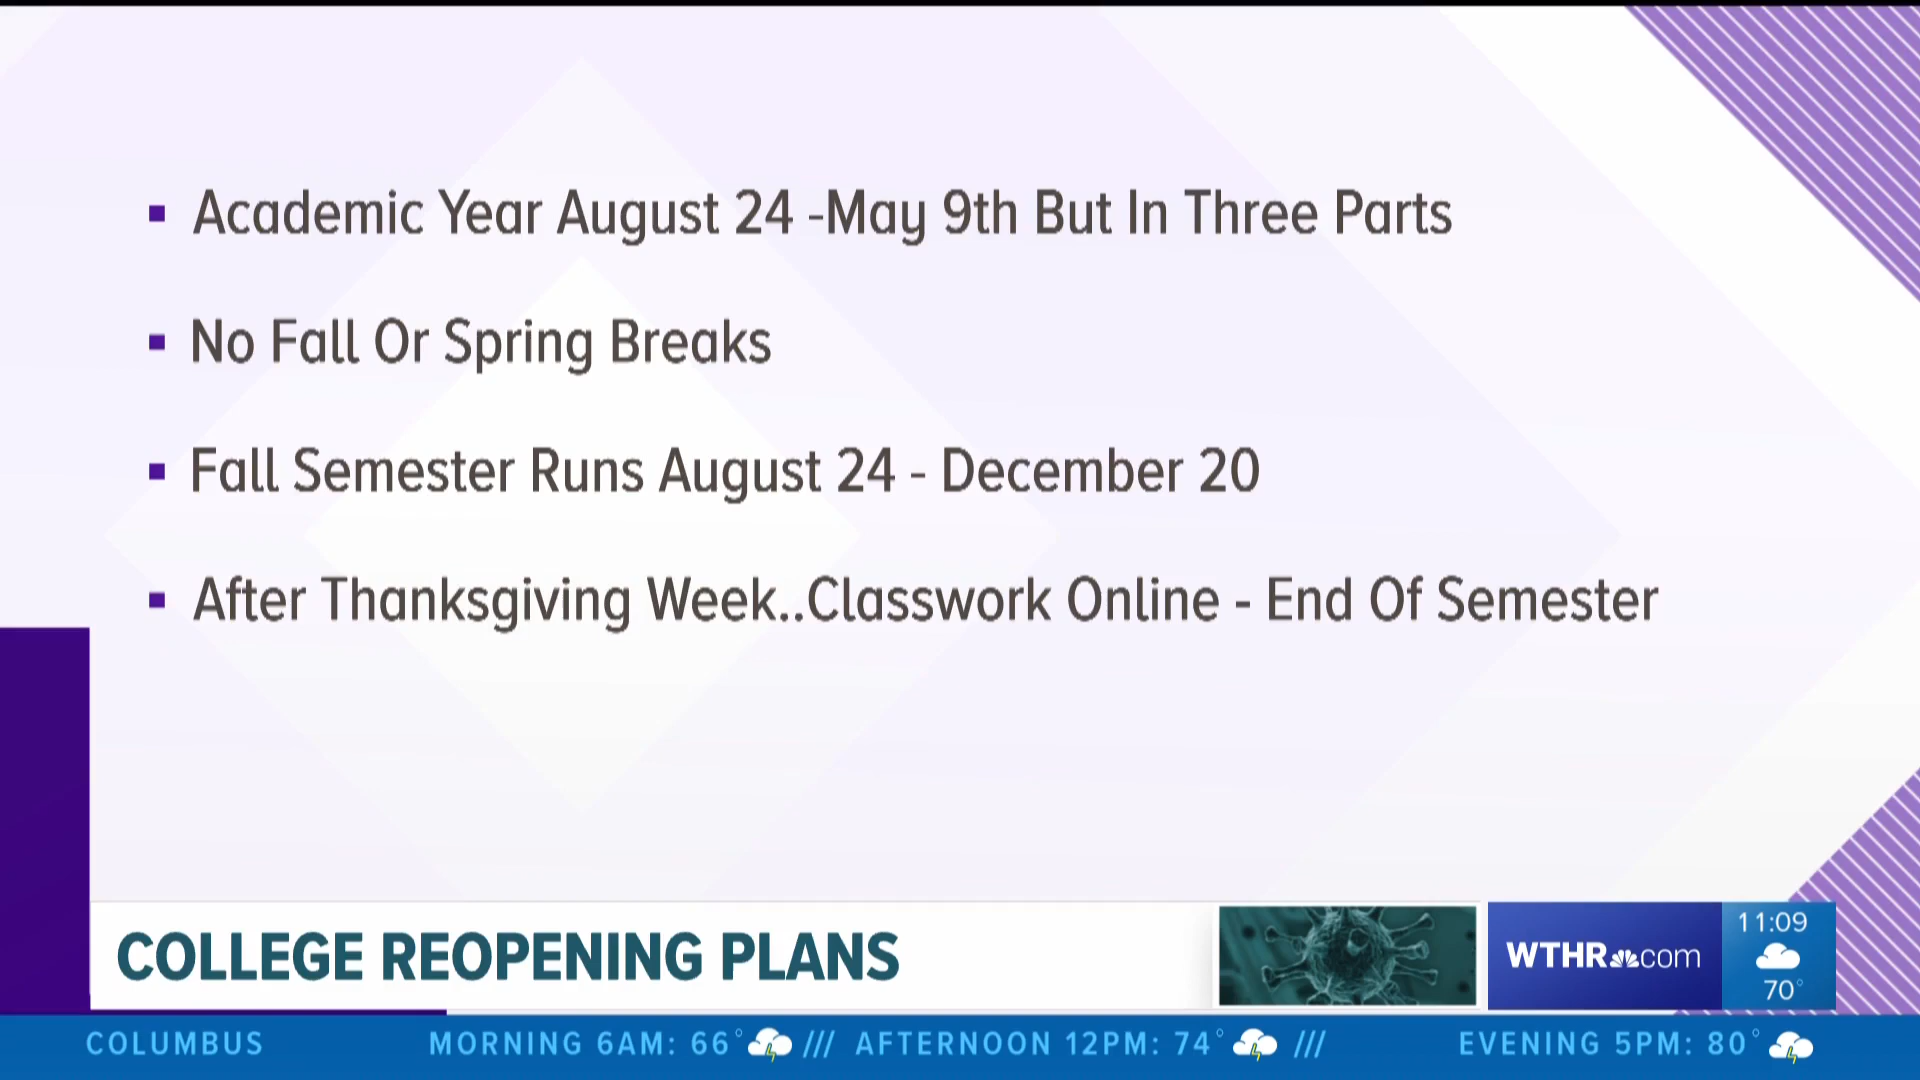 ▪ Academic Year August 24 -May 9th But In Three Parts
▪ No Fall Or Spring Breaks
▪ Fall Semester Runs August 24 - December 20
▪ After Thanksgiving Week..Classwork Online - End Of Semester
COLLEGE REOPENING PLANS
WTHR.com
11:09
70°
COLUMBUS MORNING 6AM: 66° /// AFTERNOON 12PM: 74° /// EVENING 5PM: 80°